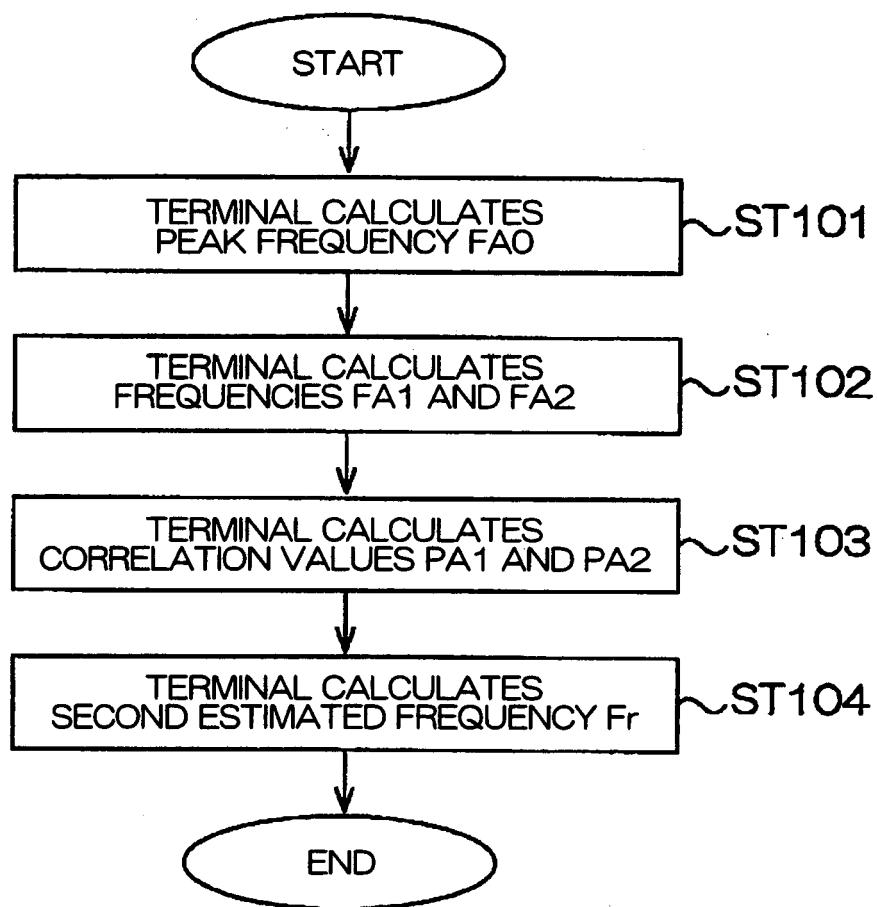 START
TERMINAL CALCULATES
PEAK FREQUENCY FA0
ST101
TERMINAL CALCULATES
FREQUENCIES FA1 AND FA2
ST102
TERMINAL CALCULATES
CORRELATION VALUES PA1 AND PA2
ST103
TERMINAL CALCULATES
SECOND ESTIMATED FREQUENCY Fr
ST104
END